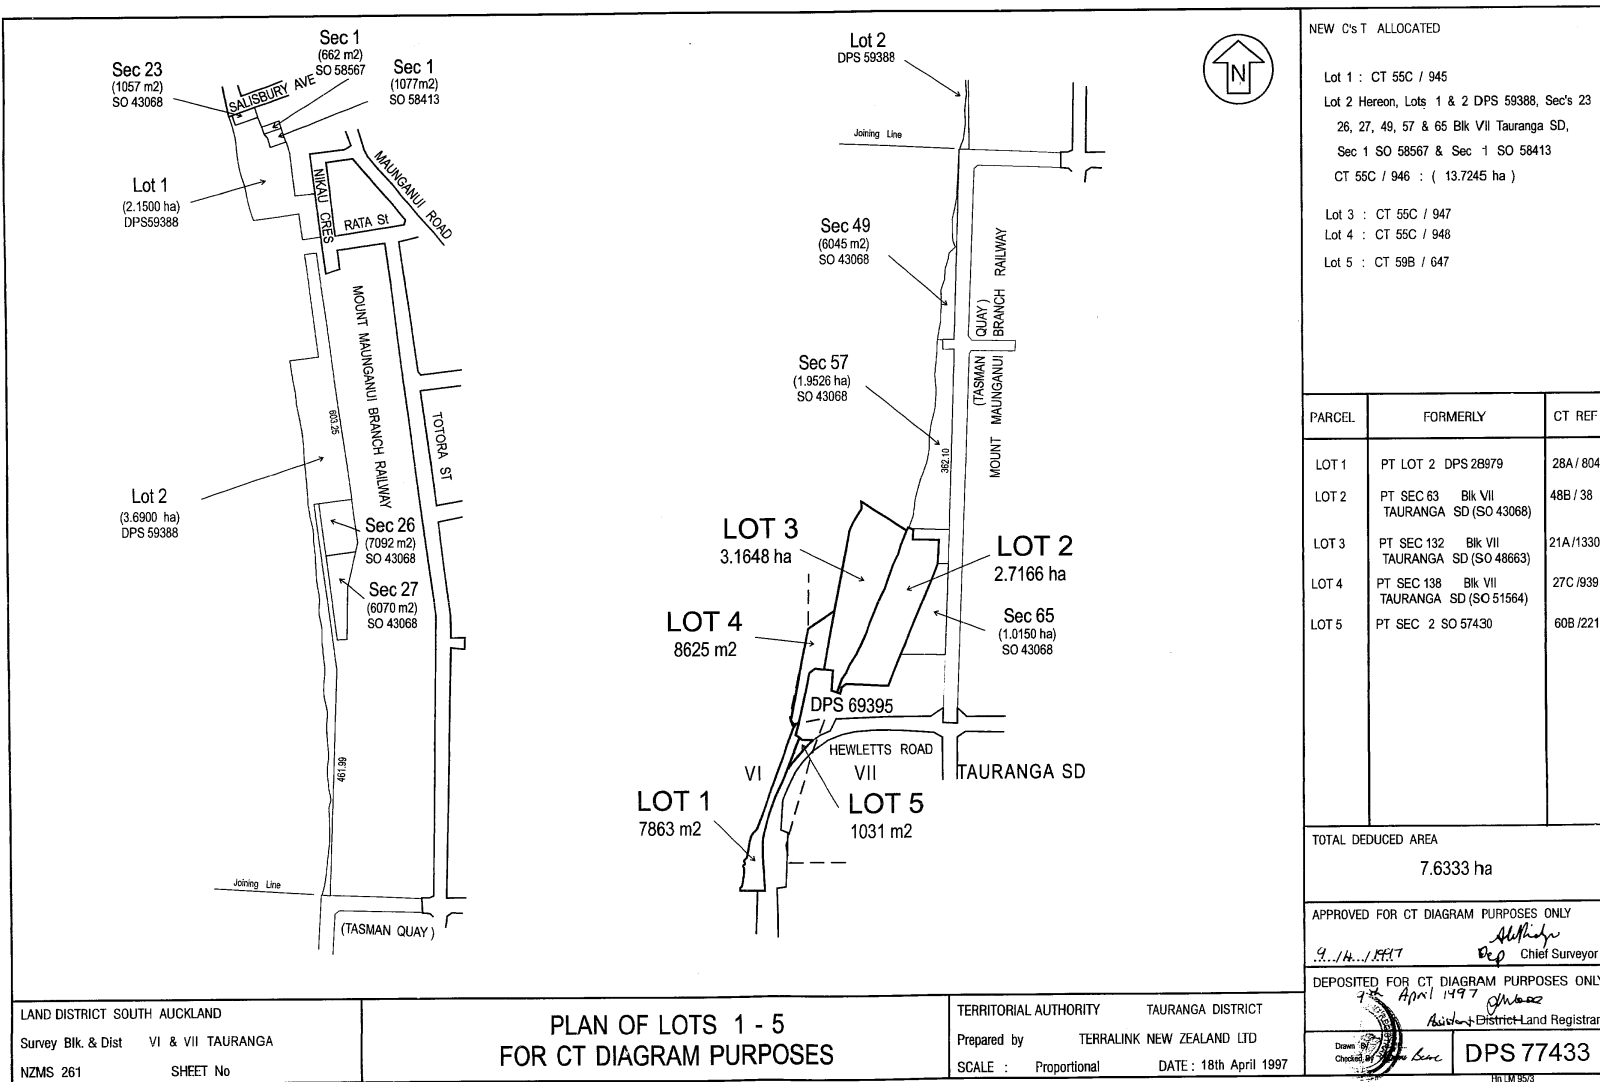 Sec 1
(662 m2)
SO 58567
Sec 23
(1057 m2)
SO 43068
Sec 1
(1077m2)
SO 58413
SALISBURY AVE
Lot 1
(2.1500 ha)
DPS59388
NIKAU CRES
RATA St
MAUNGANUI ROAD
MOUNT MAUNGANUI BRANCH RAILWAY
603.25
TOTORA ST
Lot 2
(3.6900 ha)
DPS 59388
Sec 26
(7092 m2)
SO 43068
Sec 27
(6070 m2)
SO 43068
461.99
Joining Line
(TASMAN QUAY)
Lot 2
DPS 59388
N
Joining Line
Sec 49
(6045 m2)
SO 43068
(TASMAN QUAY)
MOUNT MAUNGANUI BRANCH RAILWAY
Sec 57
(1.9526 ha)
SO 43068
362.10
LOT 3
3.1648 ha
LOT 2
2.7166 ha
Sec 65
(1.0150 ha)
SO 43068
LOT 4
8625 m2
DPS 69395
HEWLETTS ROAD
VI
VII
TAURANGA SD
LOT 1
7863 m2
LOT 5
1031 m2
NEW C's T ALLOCATED
Lot 1 : CT 55C / 945
Lot 2 Hereon, Lots 1 & 2 DPS 59388, Sec's 23
26, 27, 49, 57 & 65 Blk VII Tauranga SD,
Sec 1 SO 58567 & Sec 1 SO 58413
CT 55C / 946 : ( 13.7245 ha )
Lot 3 : CT 55C / 947
Lot 4 : CT 55C / 948
Lot 5 : CT 59B / 647
PARCEL FORMERLY CT REF
LOT 1 PT LOT 2 DPS 28979 28A / 804
LOT 2 PT SEC 63 Blk VII 48B / 38
TAURANGA SD (SO 43068)
LOT 3 PT SEC 132 Blk VII 21A /1330
TAURANGA SD (SO 48663)
LOT 4 PT SEC 138 Blk VII 27C /939
TAURANGA SD (SO 51564)
LOT 5 PT SEC 2 SO 57430 60B /221
TOTAL DEDUCED AREA
7.6333 ha
APPROVED FOR CT DIAGRAM PURPOSES ONLY
9/4/1997 Dep Chief Surveyor
DEPOSITED FOR CT DIAGRAM PURPOSES ONLY
9 April 1997
Assistant District Land Registrar
Drawn By
Checked By
DPS 77433
Hn LM 95/3
LAND DISTRICT SOUTH AUCKLAND
Survey Blk. & Dist VI & VII TAURANGA
NZMS 261 SHEET No
PLAN OF LOTS 1 - 5
FOR CT DIAGRAM PURPOSES
TERRITORIAL AUTHORITY TAURANGA DISTRICT
Prepared by TERRALINK NEW ZEALAND LTD
SCALE : Proportional DATE : 18th April 1997